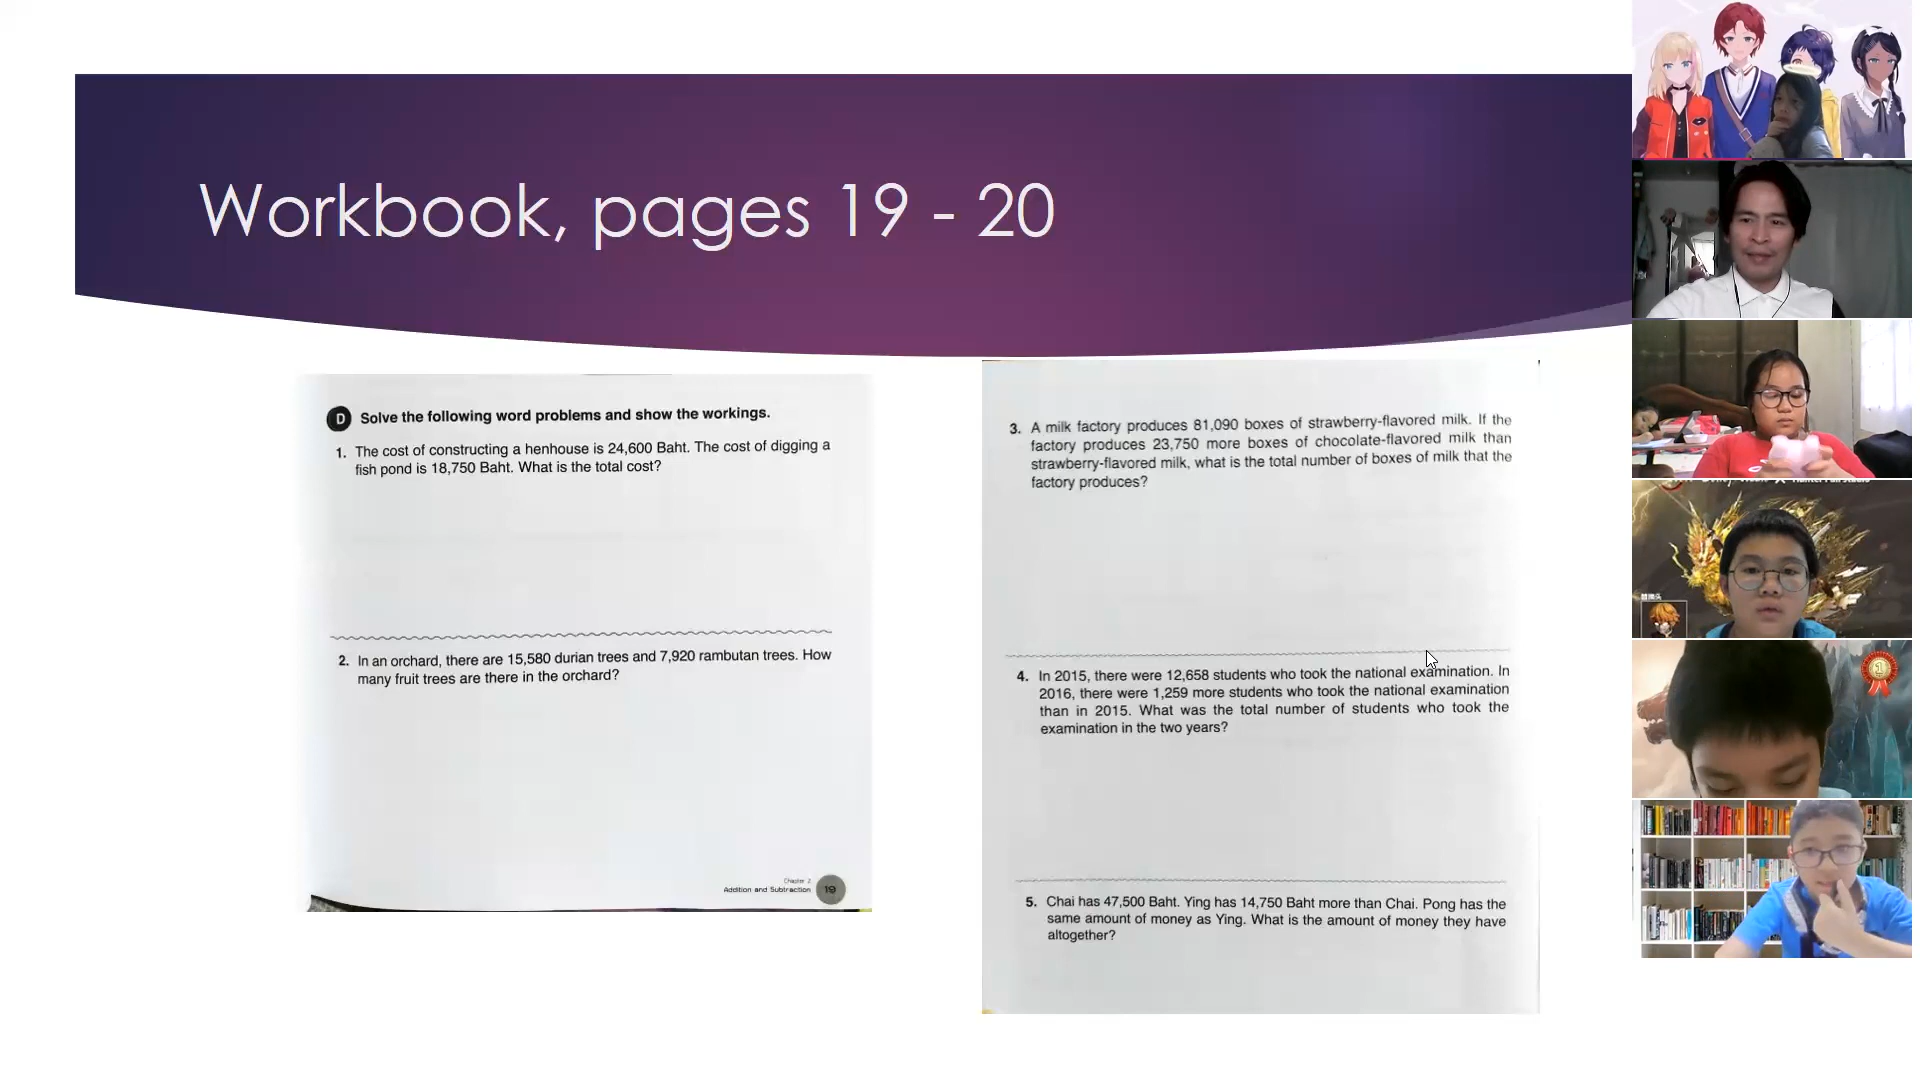 Workbook, pages 19 - 20
D Solve the following word problems and show the workings.
1. The cost of constructing a henhouse is 24,600 Baht. The cost of digging a
fish pond is 18,750 Baht. What is the total cost?
2. In an orchard, there are 15,580 durian trees and 7,920 rambutan trees. How
many fruit trees are there in the orchard?
Chapter 2
Addition and Subtraction 19
3. A milk factory produces 81,090 boxes of strawberry-flavored milk. If the
factory produces 23,750 more boxes of chocolate-flavored milk than
strawberry-flavored milk, what is the total number of boxes of milk that the
factory produces?
4. In 2015, there were 12,658 students who took the national examination. In
2016, there were 1,259 more students who took the national examination
than in 2015. What was the total number of students who took the
examination in the two years?
5. Chai has 47,500 Baht. Ying has 14,750 Baht more than Chai. Pong has the
same amount of money as Ying. What is the amount of money they have
altogether?
1